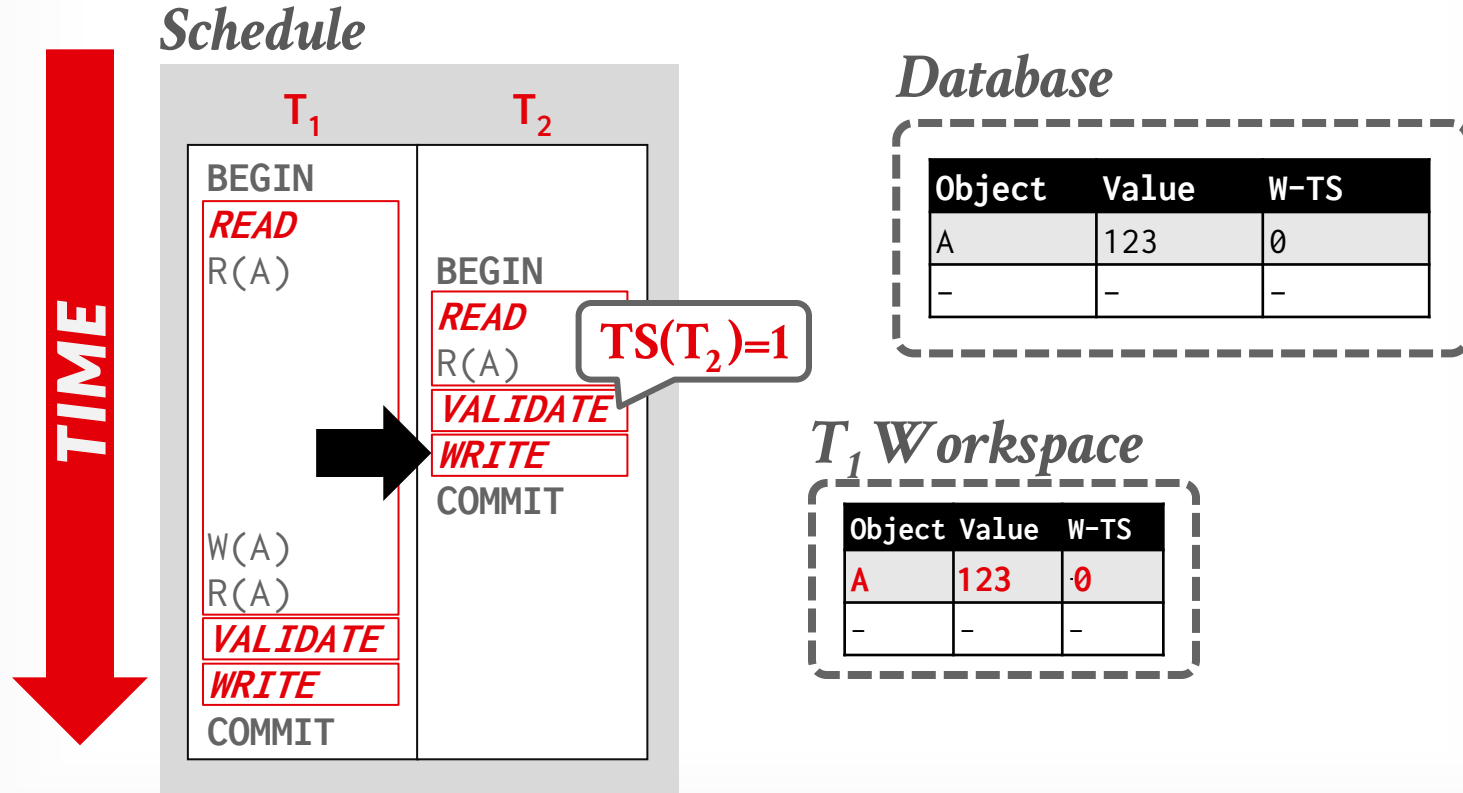 Schedule
TIME
T1 T2
BEGIN
READ
R(A) BEGIN
READ
R(A)
TS(T2)=1
VALIDATE
WRITE
COMMIT
W(A)
R(A)
VALIDATE
WRITE
COMMIT
Database
Object Value W-TS
A 123 0
- - -
T1 Workspace
Object Value W-TS
A 123 0
- - -